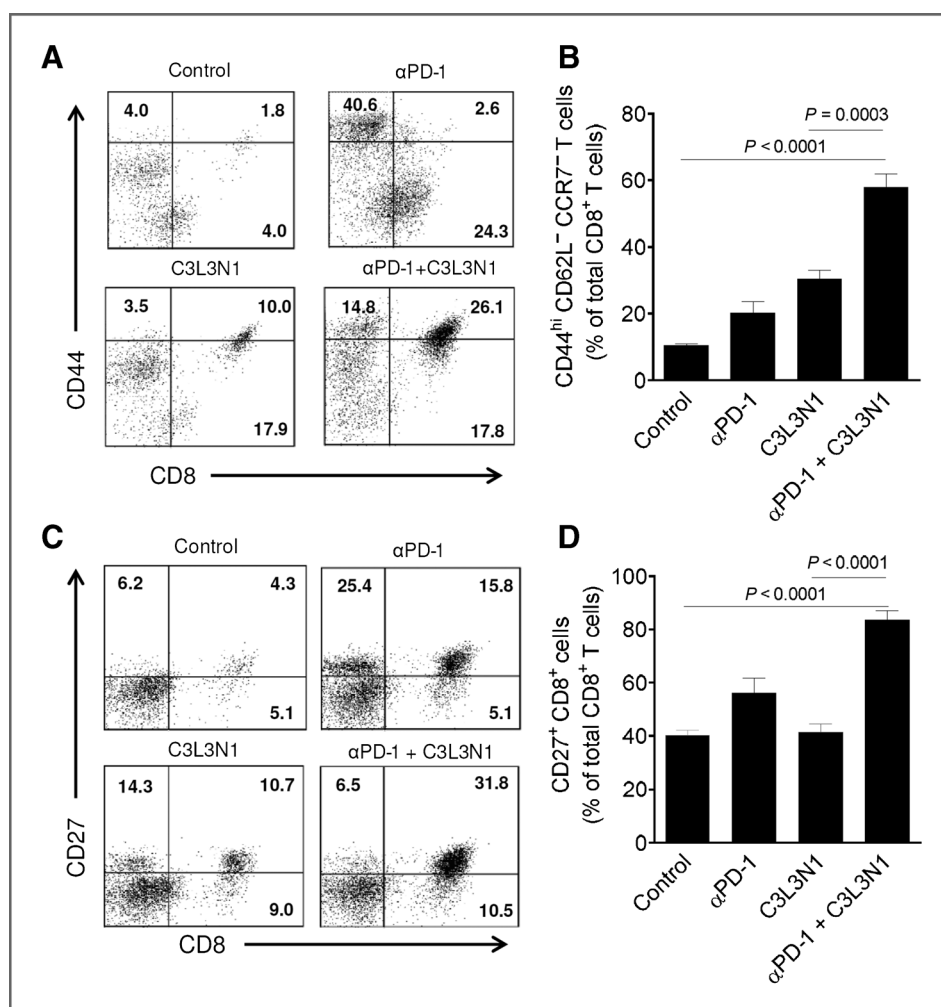 A
Control
αPD-1
4.0
1.8
4.0
40.6
2.6
24.3
C3L3N1
αPD-1+C3L3N1
3.5
10.0
17.9
14.8
26.1
17.8
CD44
CD8
B
CD44hi CD62L− CCR7− T cells
(% of total CD8+ T cells)
80
60
40
20
0
P = 0.0003
P < 0.0001
Control
αPD-1
C3L3N1
αPD-1 + C3L3N1
C
Control
αPD-1
6.2
4.3
5.1
25.4
15.8
5.1
C3L3N1
αPD-1 + C3L3N1
14.3
10.7
9.0
6.5
31.8
10.5
CD27
CD8
D
CD27+ CD8+ cells
(% of total CD8+ T cells)
100
80
60
40
20
0
P < 0.0001
P < 0.0001
Control
αPD-1
C3L3N1
αPD-1 + C3L3N1